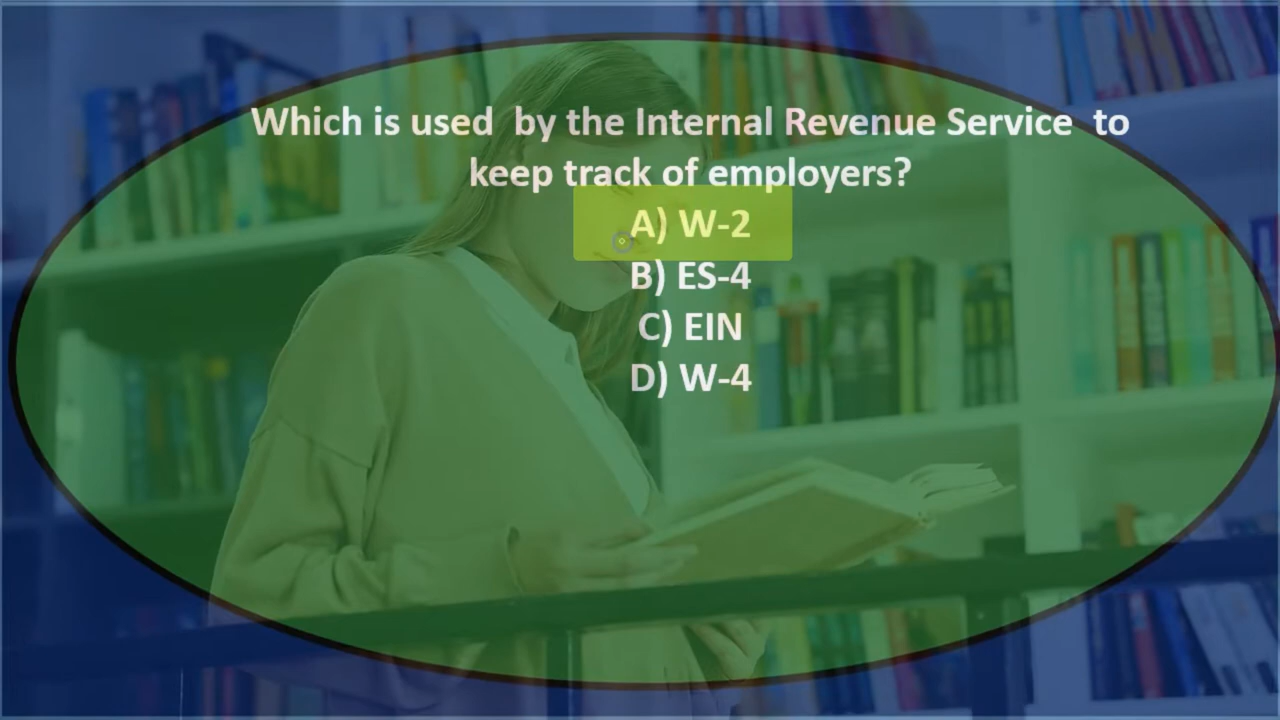 Which is used by the Internal Revenue Service to
keep track of employers?
A) W-2
B) ES-4
C) EIN
D) W-4